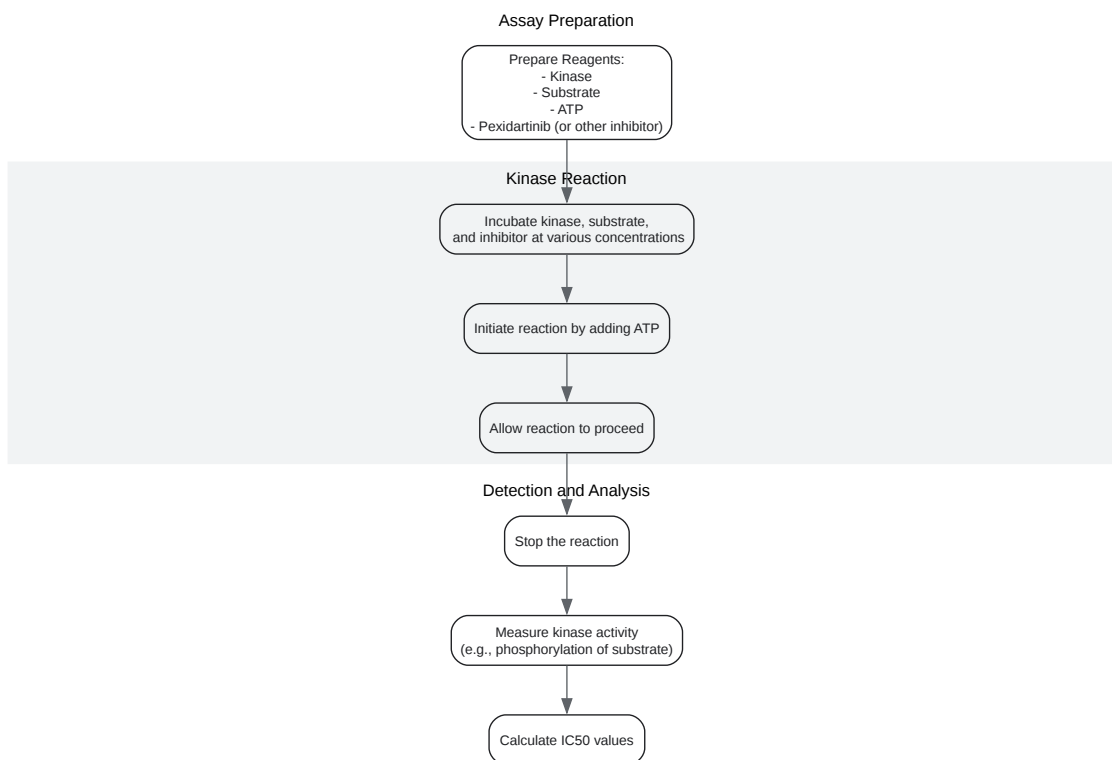 Assay Preparation
Prepare Reagents:
- Kinase
- Substrate
- ATP
- Pexidartinib (or other inhibitor)
Kinase Reaction
Incubate kinase, substrate,
and inhibitor at various concentrations
Initiate reaction by adding ATP
Allow reaction to proceed
Detection and Analysis
Stop the reaction
Measure kinase activity
(e.g., phosphorylation of substrate)
Calculate IC50 values